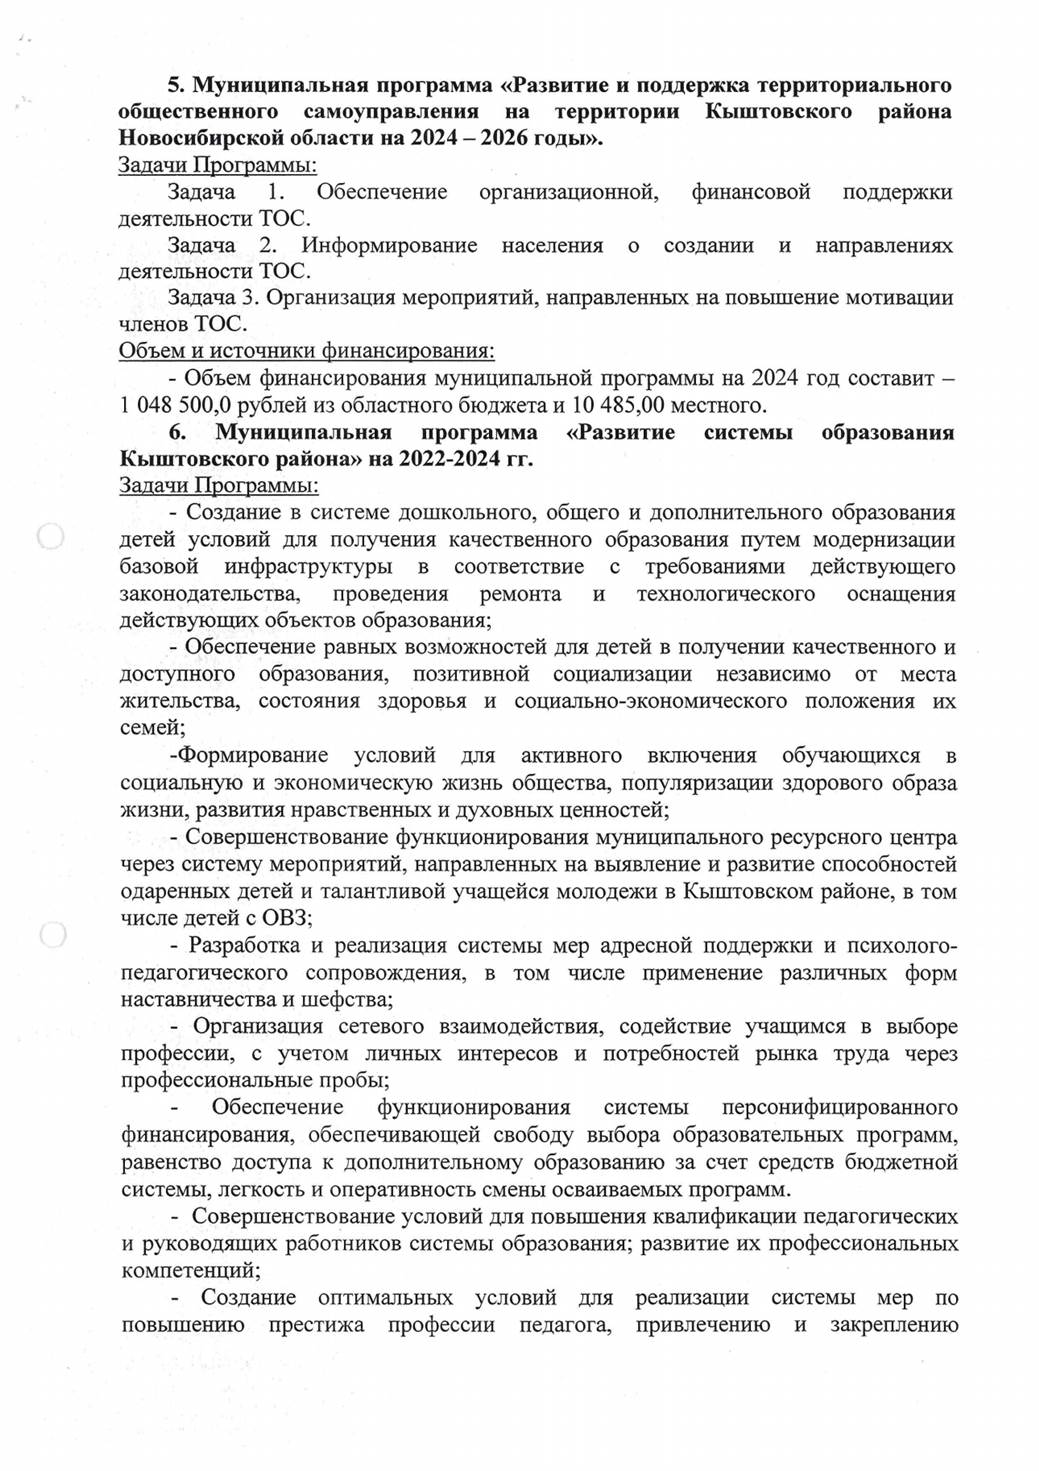 5. Муниципальная программа «Развитие и поддержка территориального
общественного самоуправления на территории Кыштовского района
Новосибирской области на 2024 – 2026 годы».
Задачи Программы:
Задача 1. Обеспечение организационной, финансовой поддержки
деятельности ТОС.
Задача 2. Информирование населения о создании и направлениях
деятельности ТОС.
Задача 3. Организация мероприятий, направленных на повышение мотивации
членов ТОС.
Объем и источники финансирования:
- Объем финансирования муниципальной программы на 2024 год составит –
1 048 500,0 рублей из областного бюджета и 10 485,00 местного.
6. Муниципальная программа «Развитие системы образования
Кыштовского района» на 2022-2024 гг.
Задачи Программы:
- Создание в системе дошкольного, общего и дополнительного образования
детей условий для получения качественного образования путем модернизации
базовой инфраструктуры в соответствие с требованиями действующего
законодательства, проведения ремонта и технологического оснащения
действующих объектов образования;
- Обеспечение равных возможностей для детей в получении качественного и
доступного образования, позитивной социализации независимо от места
жительства, состояния здоровья и социально-экономического положения их
семей;
-Формирование условий для активного включения обучающихся в
социальную и экономическую жизнь общества, популяризации здорового образа
жизни, развития нравственных и духовных ценностей;
- Совершенствование функционирования муниципального ресурсного центра
через систему мероприятий, направленных на выявление и развитие способностей
одаренных детей и талантливой учащейся молодежи в Кыштовском районе, в том
числе детей с ОВЗ;
- Разработка и реализация системы мер адресной поддержки и психолого-
педагогического сопровождения, в том числе применение различных форм
наставничества и шефства;
- Организация сетевого взаимодействия, содействие учащимся в выборе
профессии, с учетом личных интересов и потребностей рынка труда через
профессиональные пробы;
- Обеспечение функционирования системы персонифицированного
финансирования, обеспечивающей свободу выбора образовательных программ,
равенство доступа к дополнительному образованию за счет средств бюджетной
системы, легкость и оперативность смены осваиваемых программ.
- Совершенствование условий для повышения квалификации педагогических
и руководящих работников системы образования; развитие их профессиональных
компетенций;
- Создание оптимальных условий для реализации системы мер по
повышению престижа профессии педагога, привлечению и закреплению